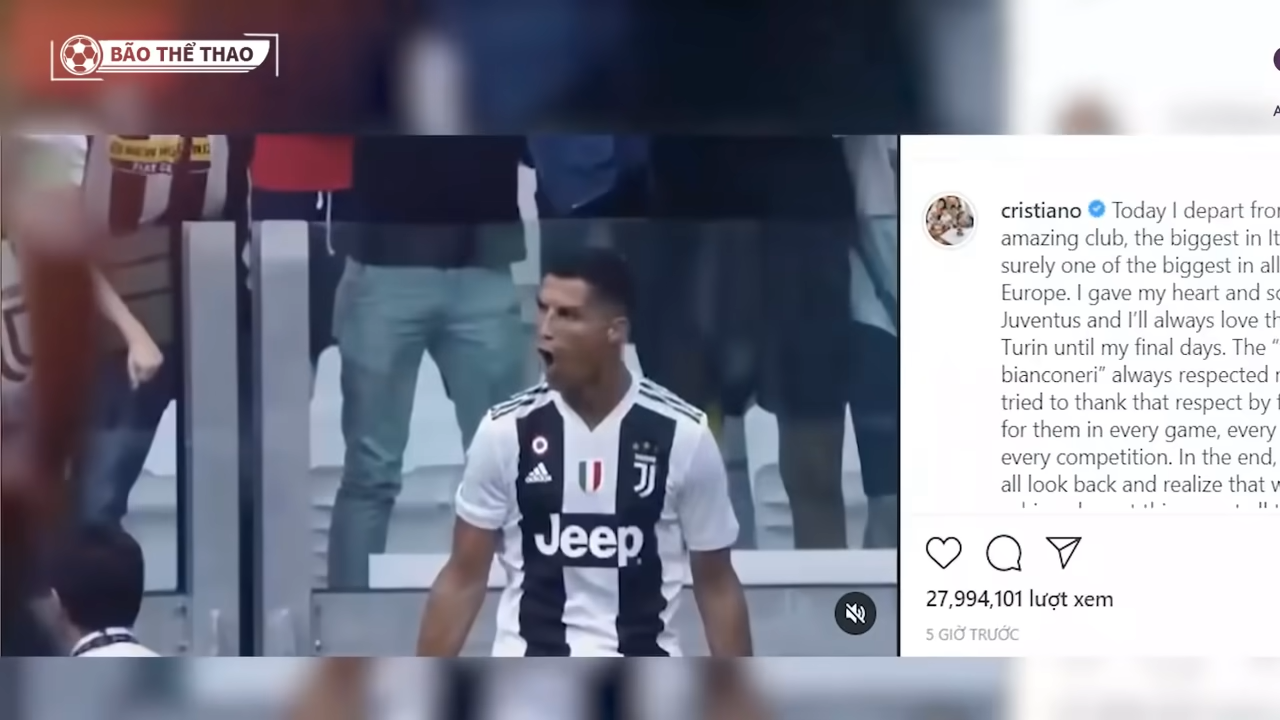 BÃO THỂ THAO
cristiano Today I depart from
amazing club, the biggest in It
surely one of the biggest in all
Europe. I gave my heart and so
Juventus and I'll always love th
Turin until my final days. The "
bianconeri" always respected
tried to thank that respect by f
for them in every game, every
every competition. In the end,
all look back and realize that w
Jeep
27,994,101 lượt xem
5 GIỜ TRƯỚC